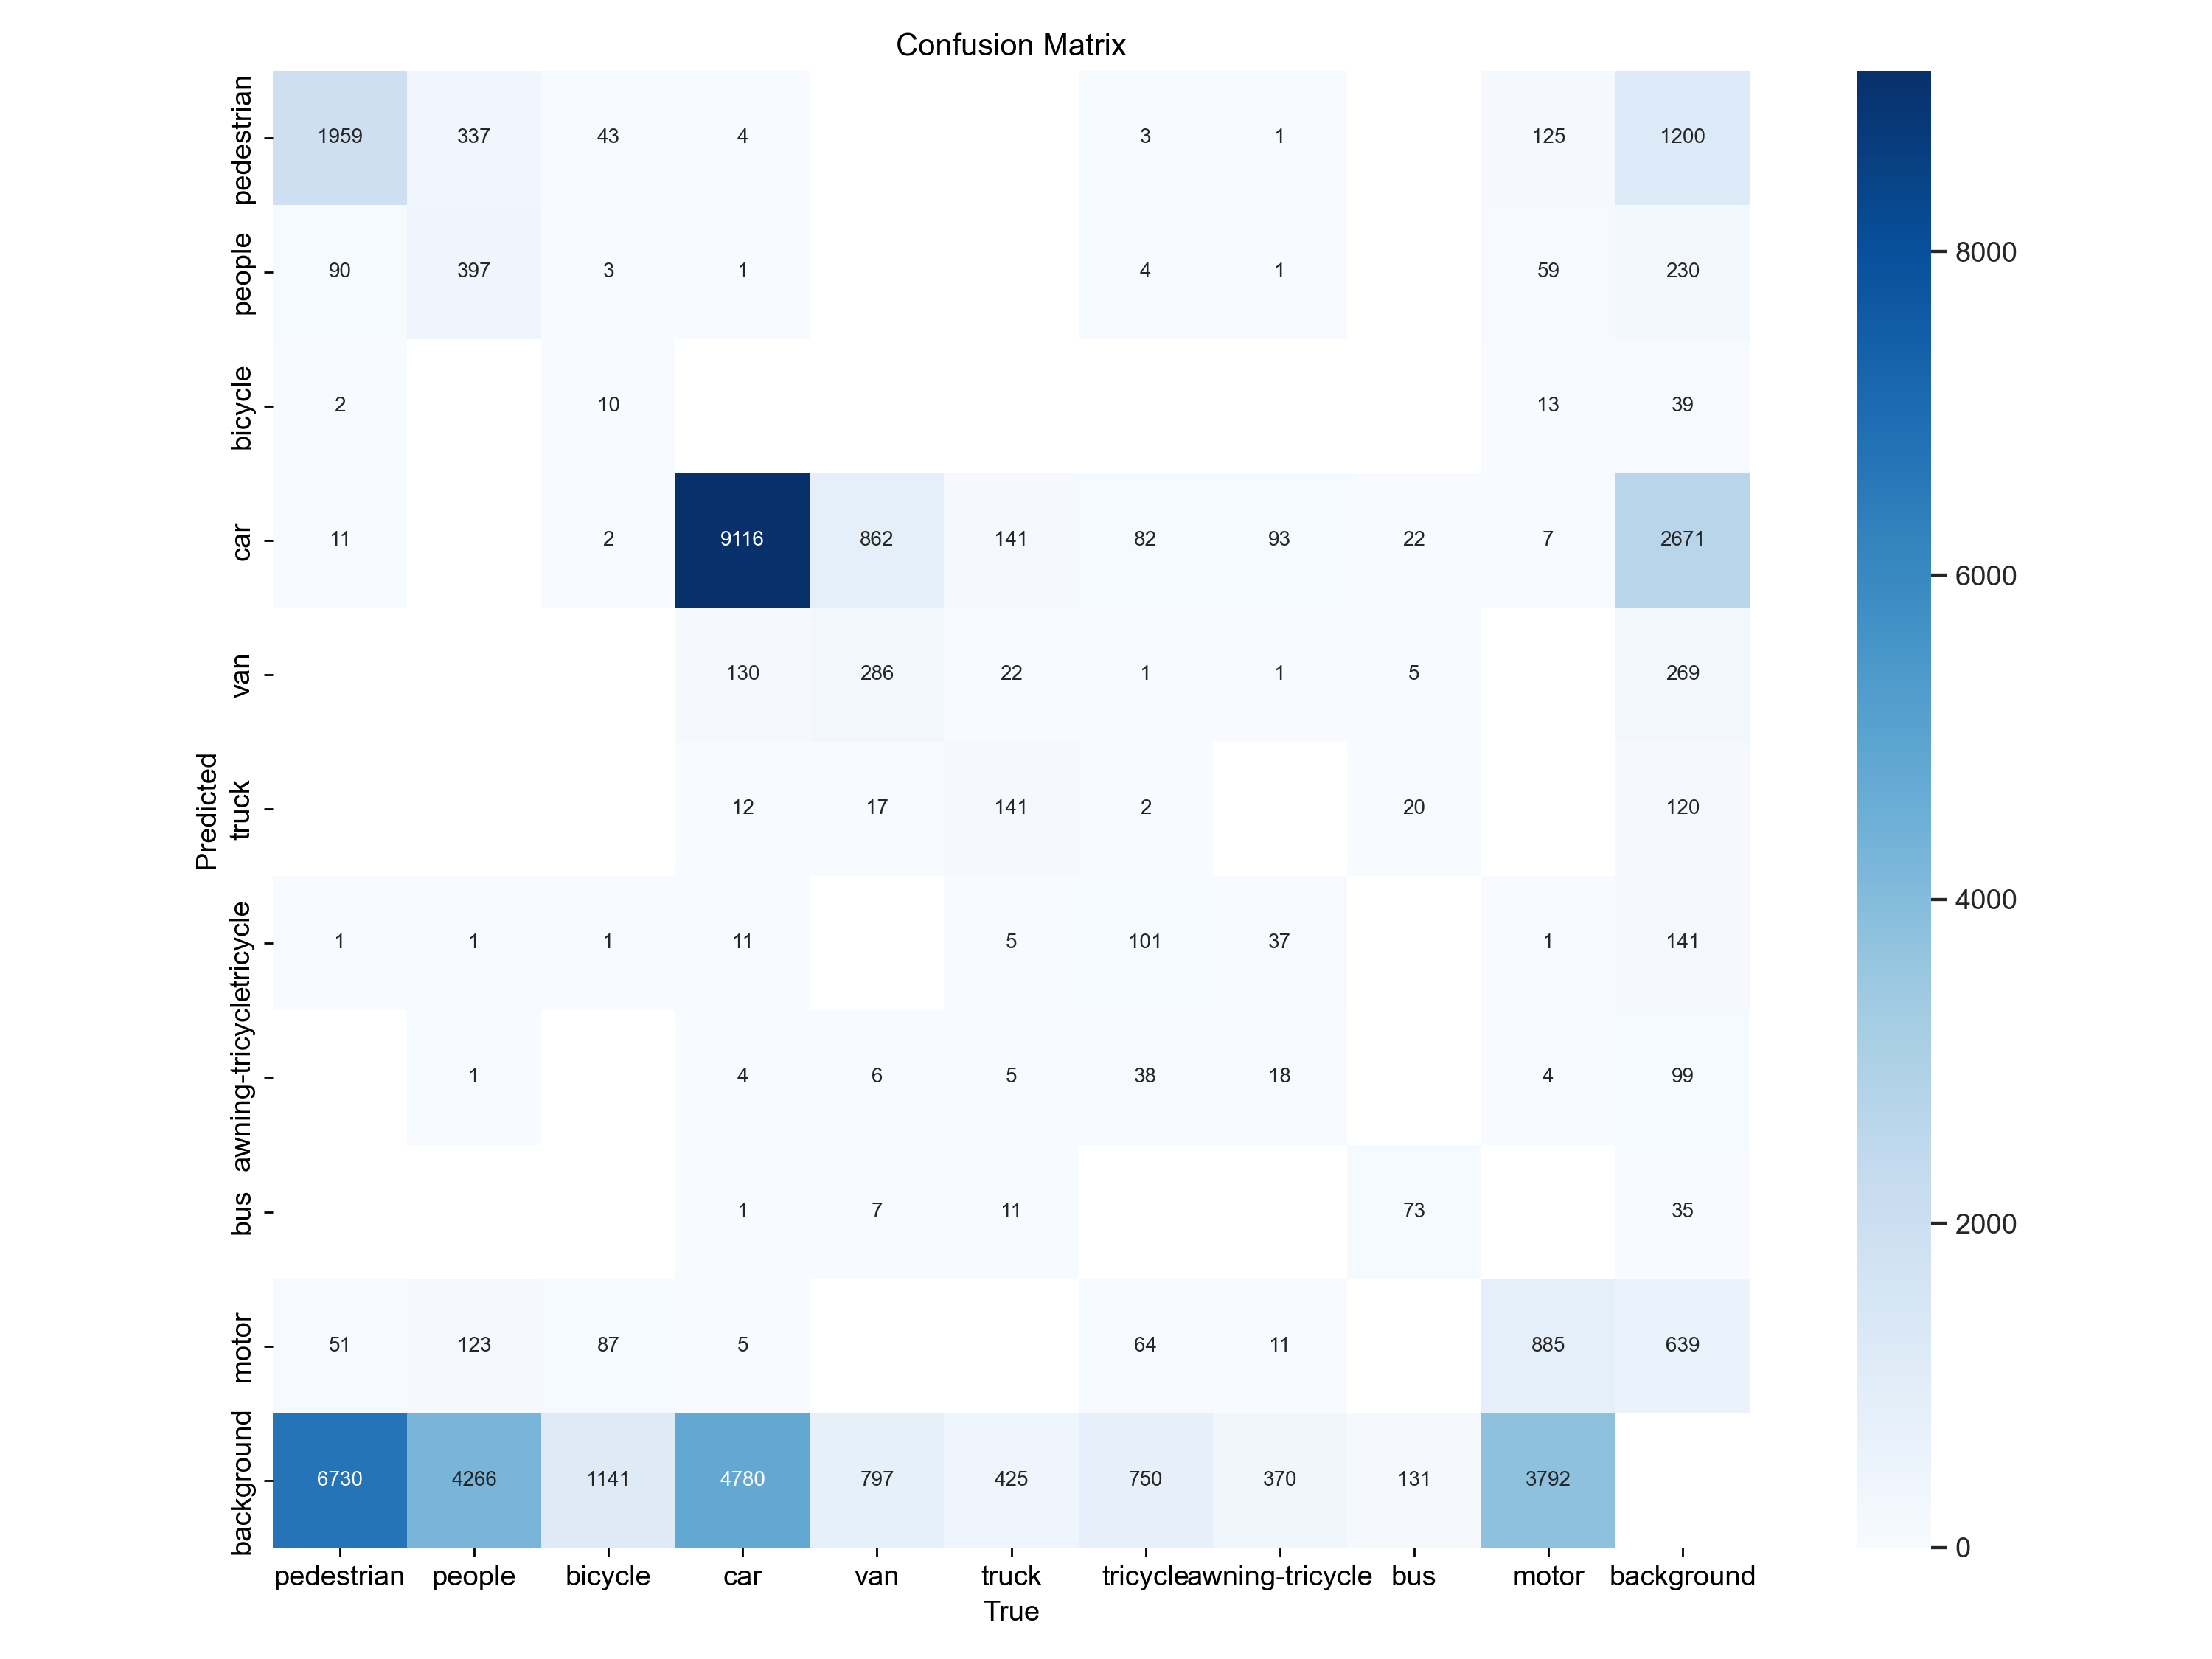 Confusion Matrix
pedestrian 1959 337 43 4 3 1 125 1200
people 90 397 3 1 4 1 59 230
bicycle 2 10 13 39
car 11 2 9116 862 141 82 93 22 7 2671
van 130 286 22 1 1 5 269
truck 12 17 141 2 20 120
tricycle 1 1 1 11 5 101 37 1 141
awning-tricycle 1 4 6 5 38 18 4 99
bus 1 7 11 73 35
motor 51 123 87 5 64 11 885 639
background 6730 4266 1141 4780 797 425 750 370 131 3792
pedestrian people bicycle car van truck tricycle awning-tricycle bus motor background
True
Predicted
8000
6000
4000
2000
0